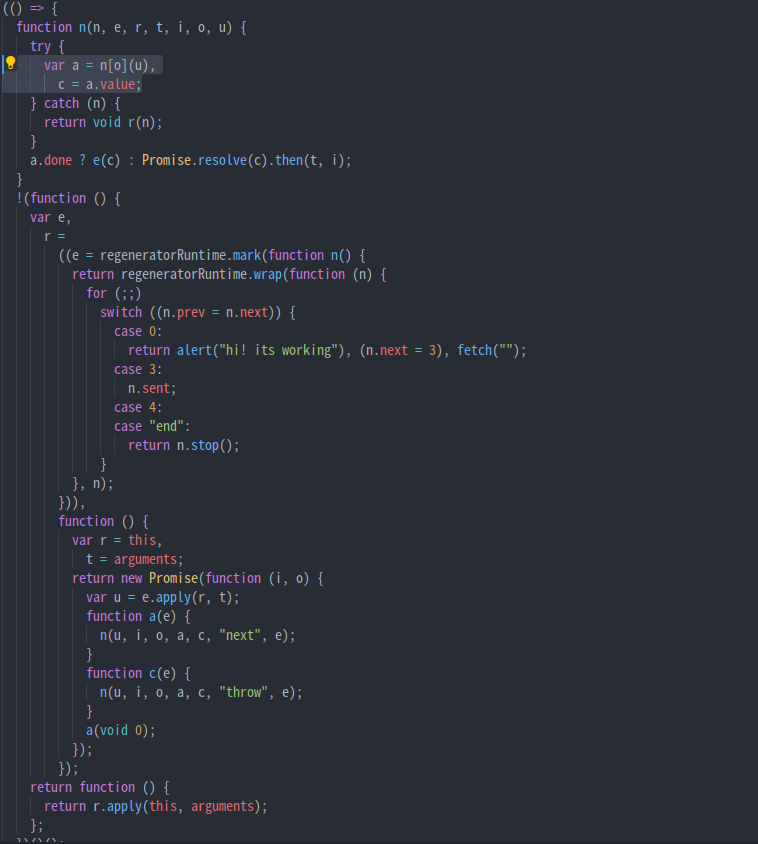 (() => {
  function n(n, e, r, t, i, o, u) {
    try {
      var a = n[o](u),
        c = a.value;
    } catch (n) {
      return void r(n);
    }
    a.done ? e(c) : Promise.resolve(c).then(t, i);
  }
  !(function () {
    var e,
      r =
        ((e = regeneratorRuntime.mark(function n() {
          return regeneratorRuntime.wrap(function (n) {
            for (;;)
              switch ((n.prev = n.next)) {
                case 0:
                  return alert("hi! its working"), (n.next = 3), fetch("");
                case 3:
                  n.sent;
                case 4:
                case "end":
                  return n.stop();
              }
          }, n);
        })),
        function () {
          var r = this,
            t = arguments;
          return new Promise(function (i, o) {
            var u = e.apply(r, t);
            function a(e) {
              n(u, i, o, a, c, "next", e);
            }
            function c(e) {
              n(u, i, o, a, c, "throw", e);
            }
            a(void 0);
          });
        });
    return function () {
      return r.apply(this, arguments);
    };